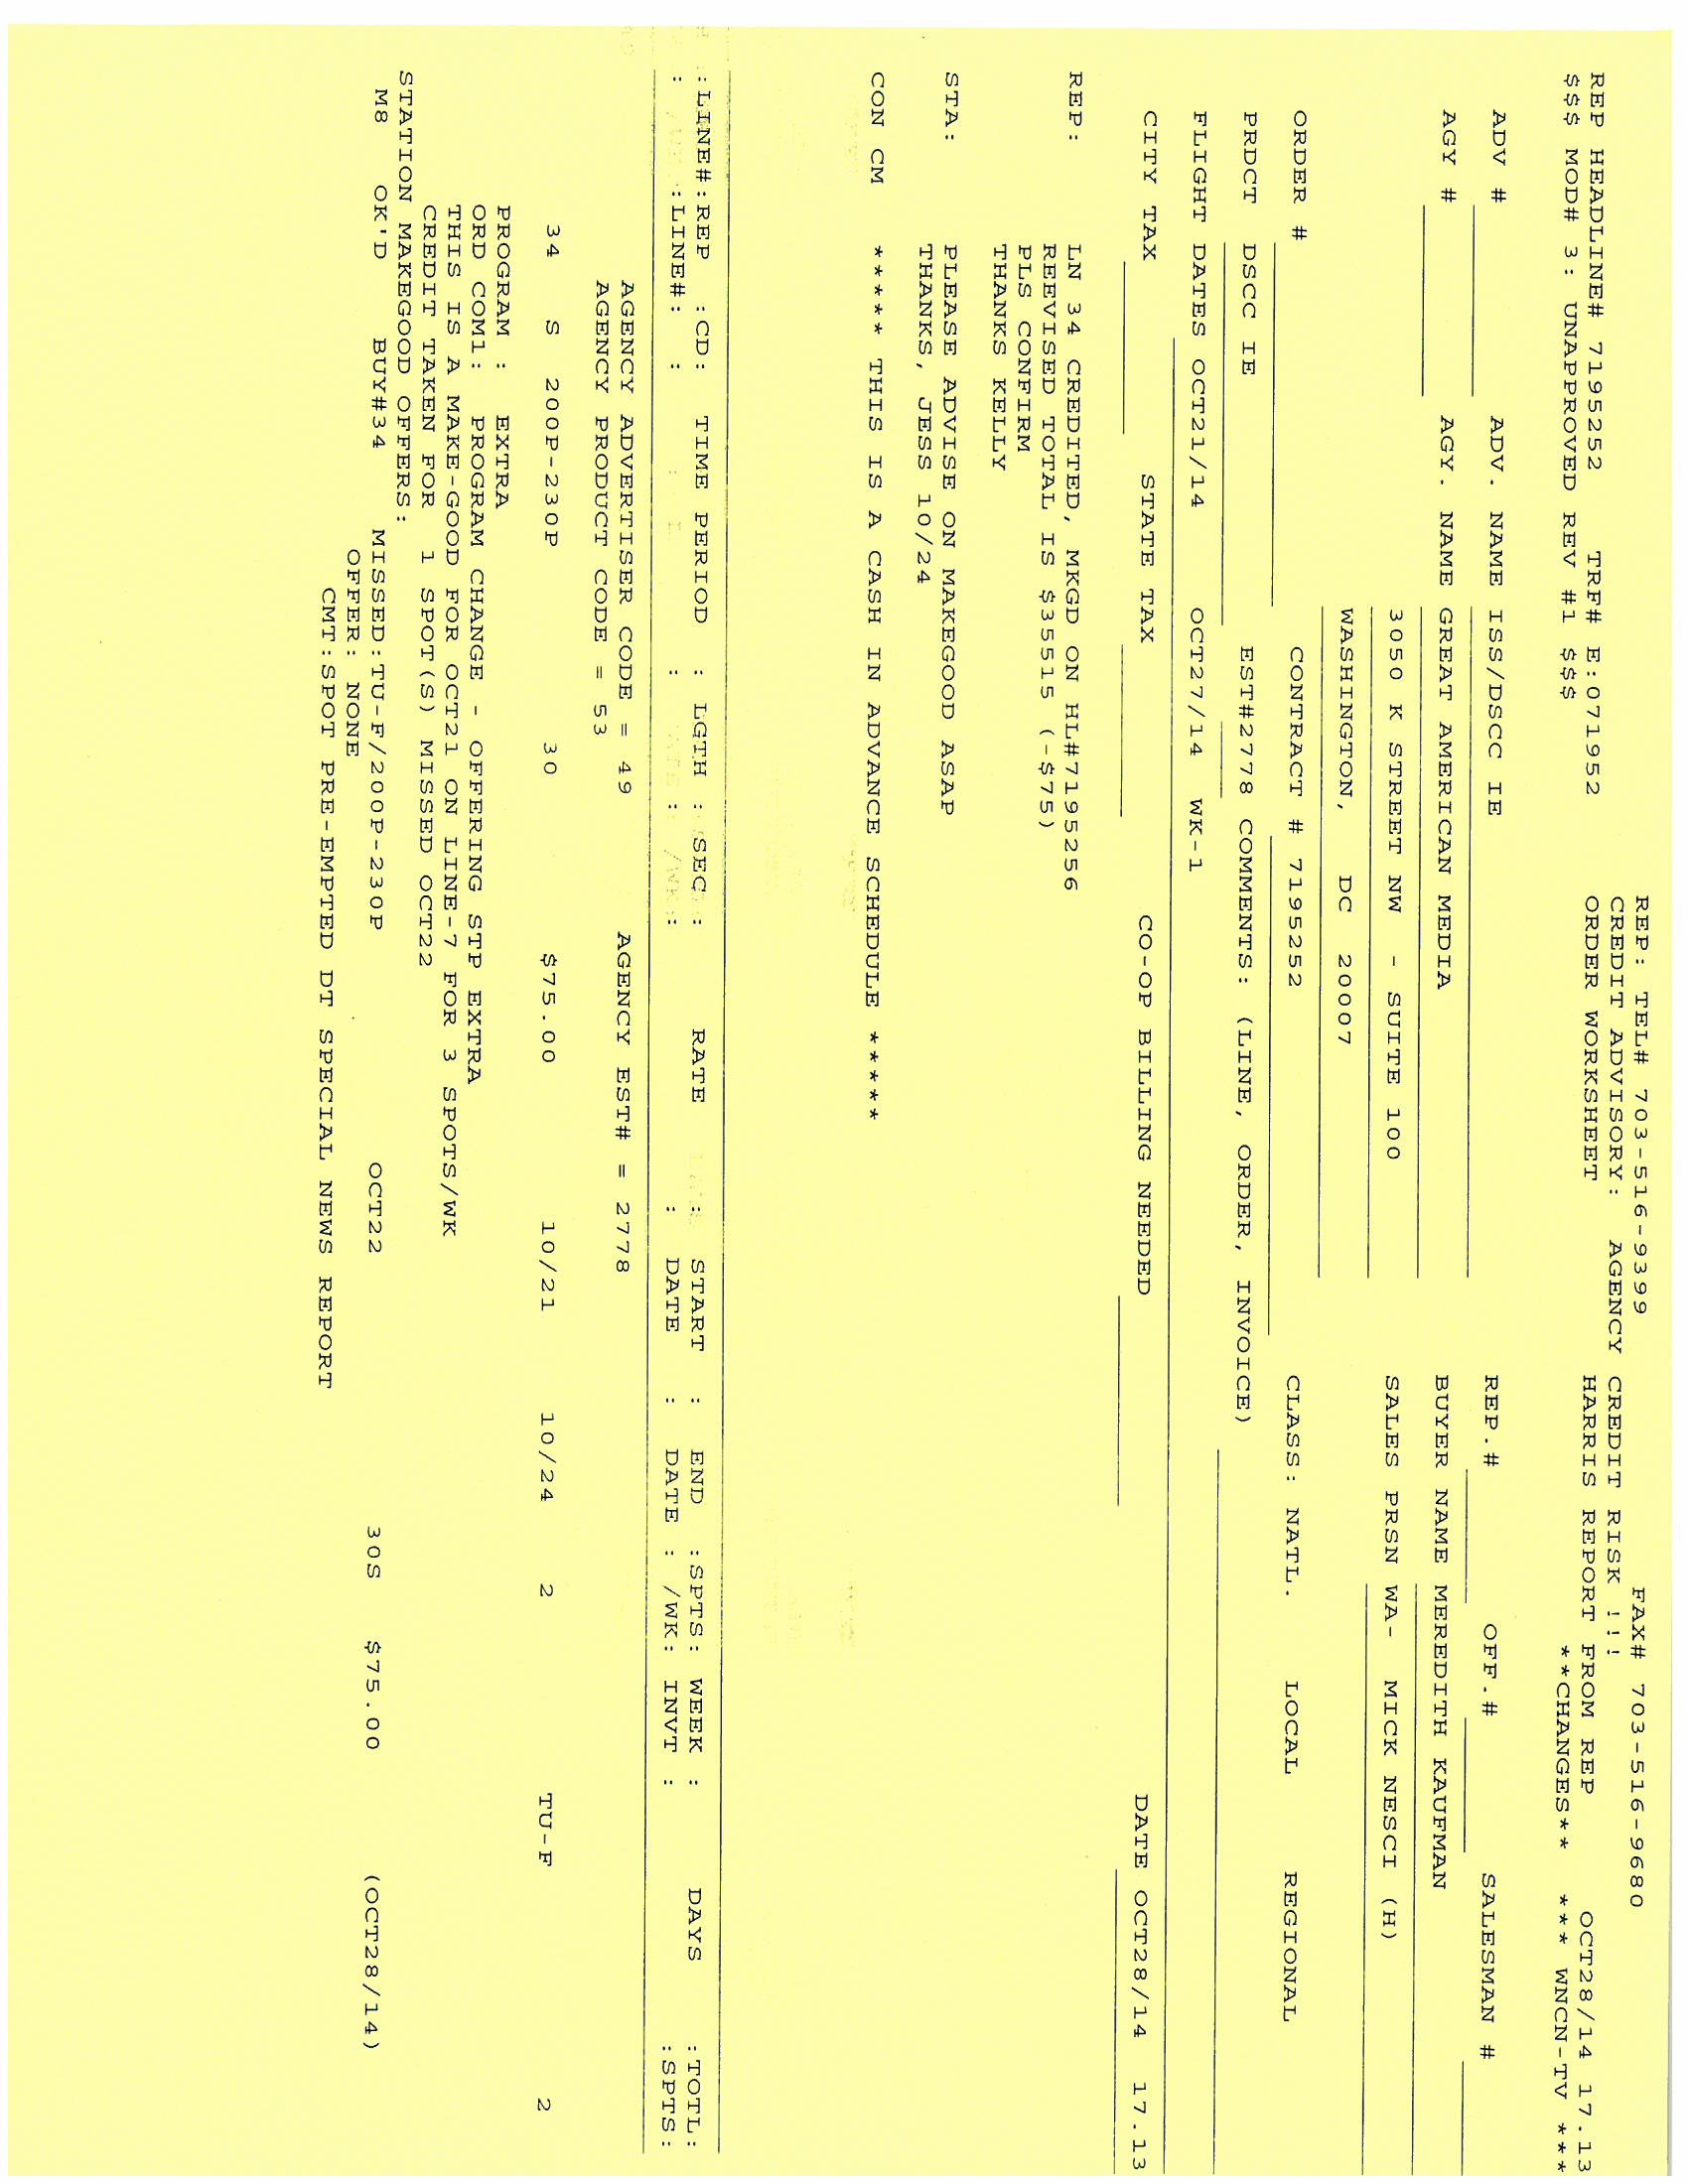 REP: TEL# 703-516-9399 FAX# 703-516-9680
CREDIT ADVISORY: AGENCY CREDIT RISK !!!
ORDER WORKSHEET HARRIS REPORT FROM REP OCT28/14 17.13
REP HEADLINE# 7195252 TRF# E:071952 **CHANGES** *** WNCN-TV ***
$$$ MOD# 3: UNAPPROVED REV #1 $$$
ADV # ADV. NAME ISS/DSCC IE REP.# OFF.# SALESMAN #
AGY # AGY. NAME GREAT AMERICAN MEDIA BUYER NAME MEREDITH KAUFMAN
3050 K STREET NW - SUITE 100 SALES PRSN WA- MICK NESCI (H)
WASHINGTON, DC 20007
ORDER # CONTRACT # 7195252 CLASS: NATL. LOCAL REGIONAL
PRDCT DSCC IE EST#2778 COMMENTS: (LINE, ORDER, INVOICE)
FLIGHT DATES OCT21/14 OCT27/14 WK-1
CITY TAX STATE TAX CO-OP BILLING NEEDED DATE OCT28/14 17.13
REP: LN 34 CREDITED, MKGD ON HL#7195256
REEVISED TOTAL IS $35515 (-$75)
PLS CONFIRM
THANKS KELLY
STA: PLEASE ADVISE ON MAKEGOOD ASAP
THANKS, JESS 10/24
CON CM ***** THIS IS A CASH IN ADVANCE SCHEDULE *****
:LINE#:REP :CD: TIME PERIOD : LGTH : SEC : RATE : START : END :SPTS: WEEK : DAYS :TOTL:
: :LINE#: : : : : : DATE : DATE : /WK: INVT : :SPTS:
AGENCY ADVERTISER CODE = 49 AGENCY EST# = 2778
AGENCY PRODUCT CODE = 53
34 S 200P-230P 30 $75.00 10/21 10/24 2 TU-F 2
PROGRAM : EXTRA
ORD COM1: PROGRAM CHANGE - OFFERING STP EXTRA
THIS IS A MAKE-GOOD FOR OCT21 ON LINE-7 FOR 3 SPOTS/WK
CREDIT TAKEN FOR 1 SPOT(S) MISSED OCT22
STATION MAKEGOOD OFFERS:
M8 OK'D BUY#34 MISSED:TU-F/200P-230P OCT22 30S $75.00 (OCT28/14)
OFFER: NONE
CMT:SPOT PRE-EMPTED DT SPECIAL NEWS REPORT